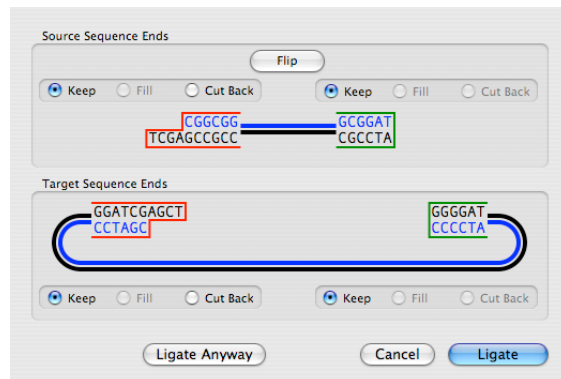 Source Sequence Ends
Flip
Keep Fill Cut Back Keep Fill Cut Back
CGGCGG GCGGAT
TCGAGCCGCC CGCCTA
Target Sequence Ends
GGATCGAGCT GGGGAT
CCTAGC CCCCTA
Keep Fill Cut Back Keep Fill Cut Back
Ligate Anyway Cancel Ligate